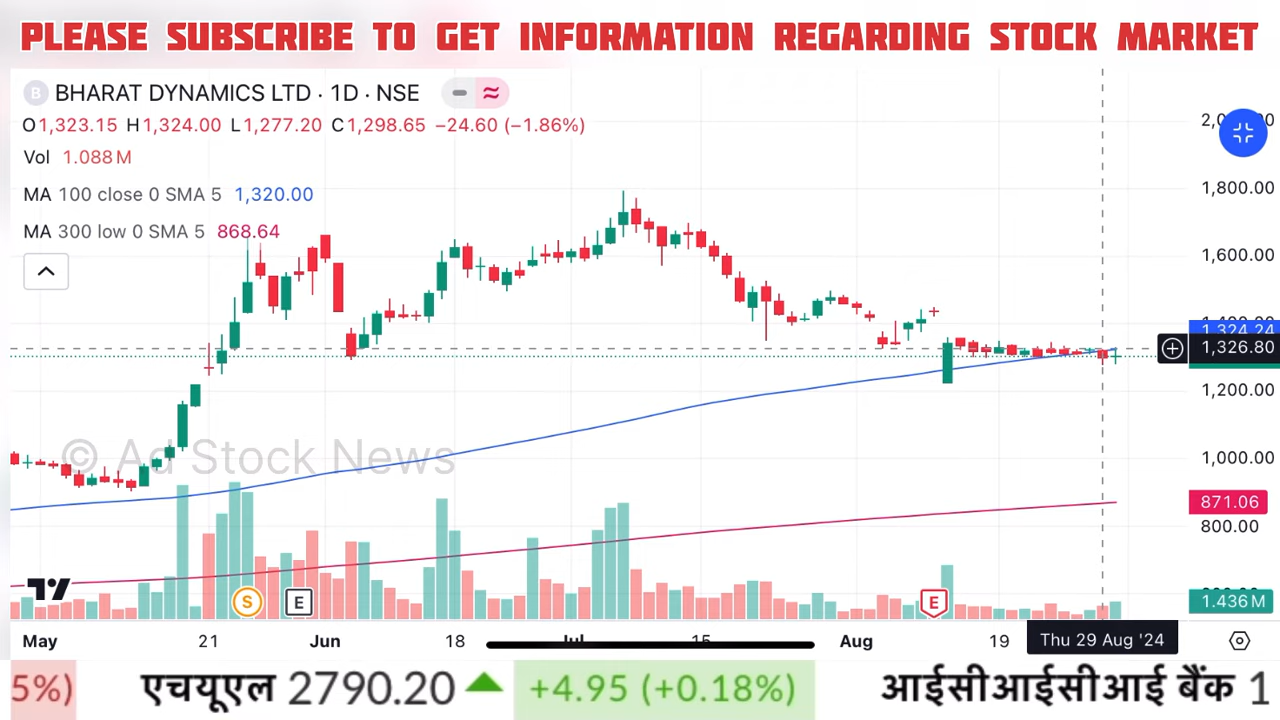 PLEASE SUBSCRIBE TO GET INFORMATION REGARDING STOCK MARKET
B BHARAT DYNAMICS LTD · 1D · NSE
O1,323.15 H1,324.00 L1,277.20 C1,298.65 −24.60 (−1.86%)
Vol 1.088 M
MA 100 close 0 SMA 5 1,320.00
MA 300 low 0 SMA 5 868.64
1,800.00
1,600.00
1,324.24
1,326.80
1,200.00
© Ad Stock News
1,000.00
871.06
800.00
S E E
1.436 M
May 21 Jun 18 15 Aug 19 Thu 29 Aug '24
5%) एचयूएल 2790.20 +4.95 (+0.18%) आईसीआईसीआई बैंक 1